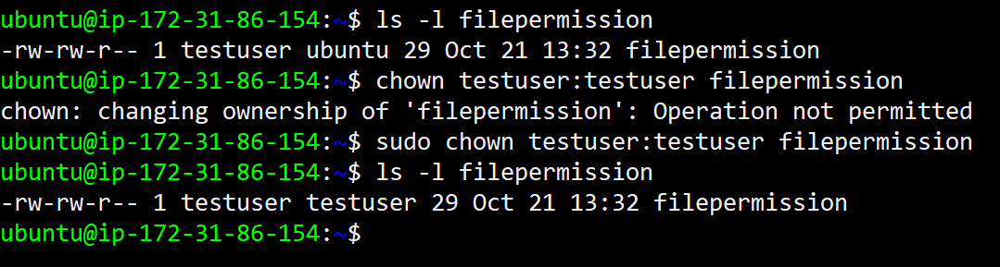 ubuntu@ip-172-31-86-154:~$ ls -l filepermission
-rw-rw-r-- 1 testuser ubuntu 29 Oct 21 13:32 filepermission
ubuntu@ip-172-31-86-154:~$ chown testuser:testuser filepermission
chown: changing ownership of 'filepermission': Operation not permitted
ubuntu@ip-172-31-86-154:~$ sudo chown testuser:testuser filepermission
ubuntu@ip-172-31-86-154:~$ ls -l filepermission
-rw-rw-r-- 1 testuser testuser 29 Oct 21 13:32 filepermission
ubuntu@ip-172-31-86-154:~$